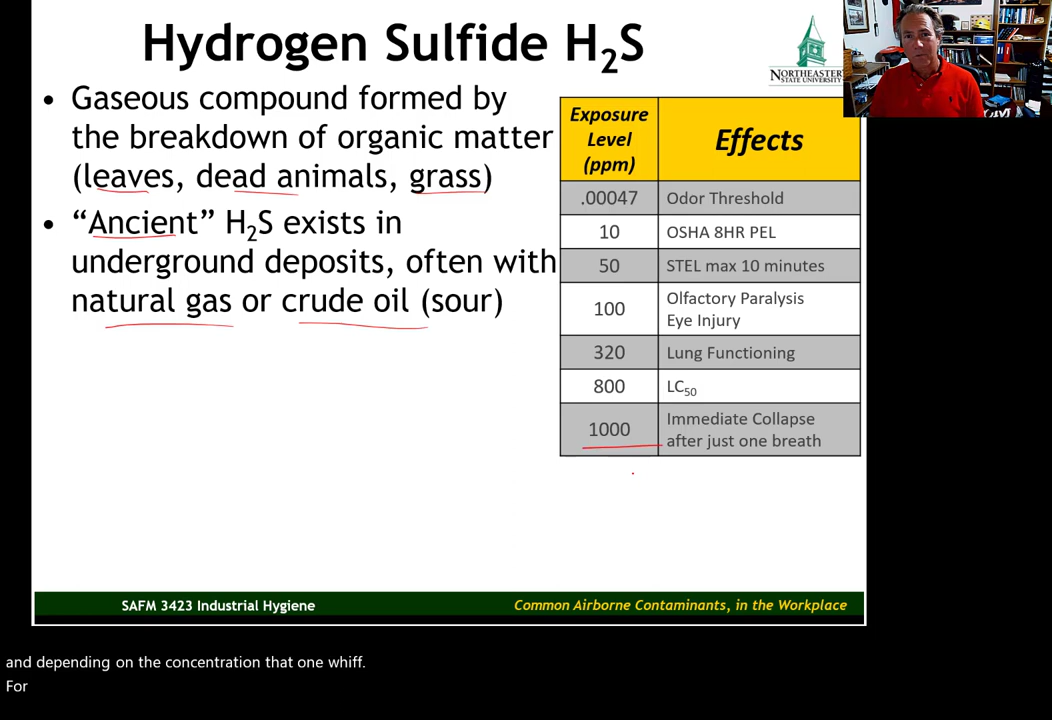 Hydrogen Sulfide H₂S
NORTHEASTERN
STATE UNIVERSITY
• Gaseous compound formed by
the breakdown of organic matter
(leaves, dead animals, grass)
• “Ancient” H₂S exists in
underground deposits, often with
natural gas or crude oil (sour)
Exposure Level (ppm) Effects
.00047 Odor Threshold
10 OSHA 8HR PEL
50 STEL max 10 minutes
100 Olfactory Paralysis
Eye Injury
320 Lung Functioning
800 LC₅₀
1000 Immediate Collapse
after just one breath
SAFM 3423 Industrial Hygiene Common Airborne Contaminants, in the Workplace
and depending on the concentration that one whiff.
For